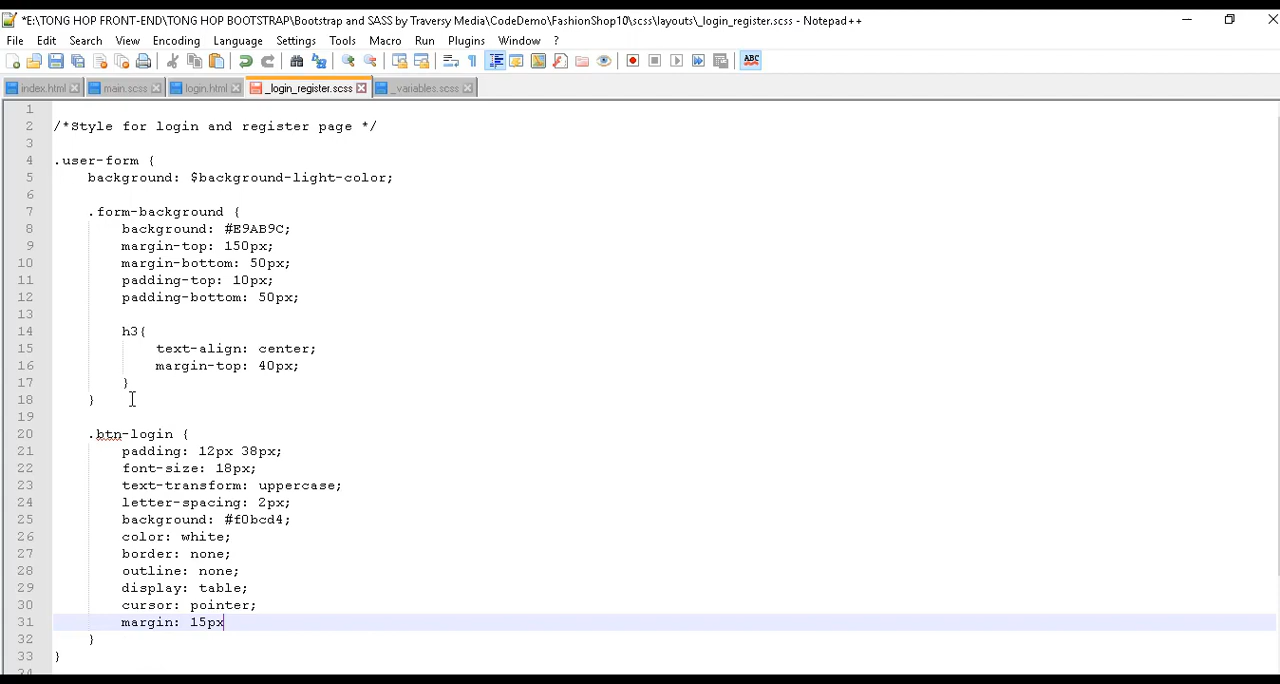 *E:\TONG HOP FRONT-END\TONG HOP BOOTSTRAP\Bootstrap and SASS by Traversy Media\CodeDemo\FashionShop10\scss\layouts\_login_register.scss - Notepad++
File Edit Search View Encoding Language Settings Tools Macro Run Plugins Window ?
ABC
index.html main.scss login.html _login_register.scss _variables.scss
1
2 /*Style for login and register page */
3
4 .user-form {
5 background: $background-light-color;
6
7 .form-background {
8 background: #E9AB9C;
9 margin-top: 150px;
10 margin-bottom: 50px;
11 padding-top: 10px;
12 padding-bottom: 50px;
13
14 h3{
15 text-align: center;
16 margin-top: 40px;
17 }
18 }
19
20 .btn-login {
21 padding: 12px 38px;
22 font-size: 18px;
23 text-transform: uppercase;
24 letter-spacing: 2px;
25 background: #f0bcd4;
26 color: white;
27 border: none;
28 outline: none;
29 display: table;
30 cursor: pointer;
31 margin: 15px
32 }
33 }
34